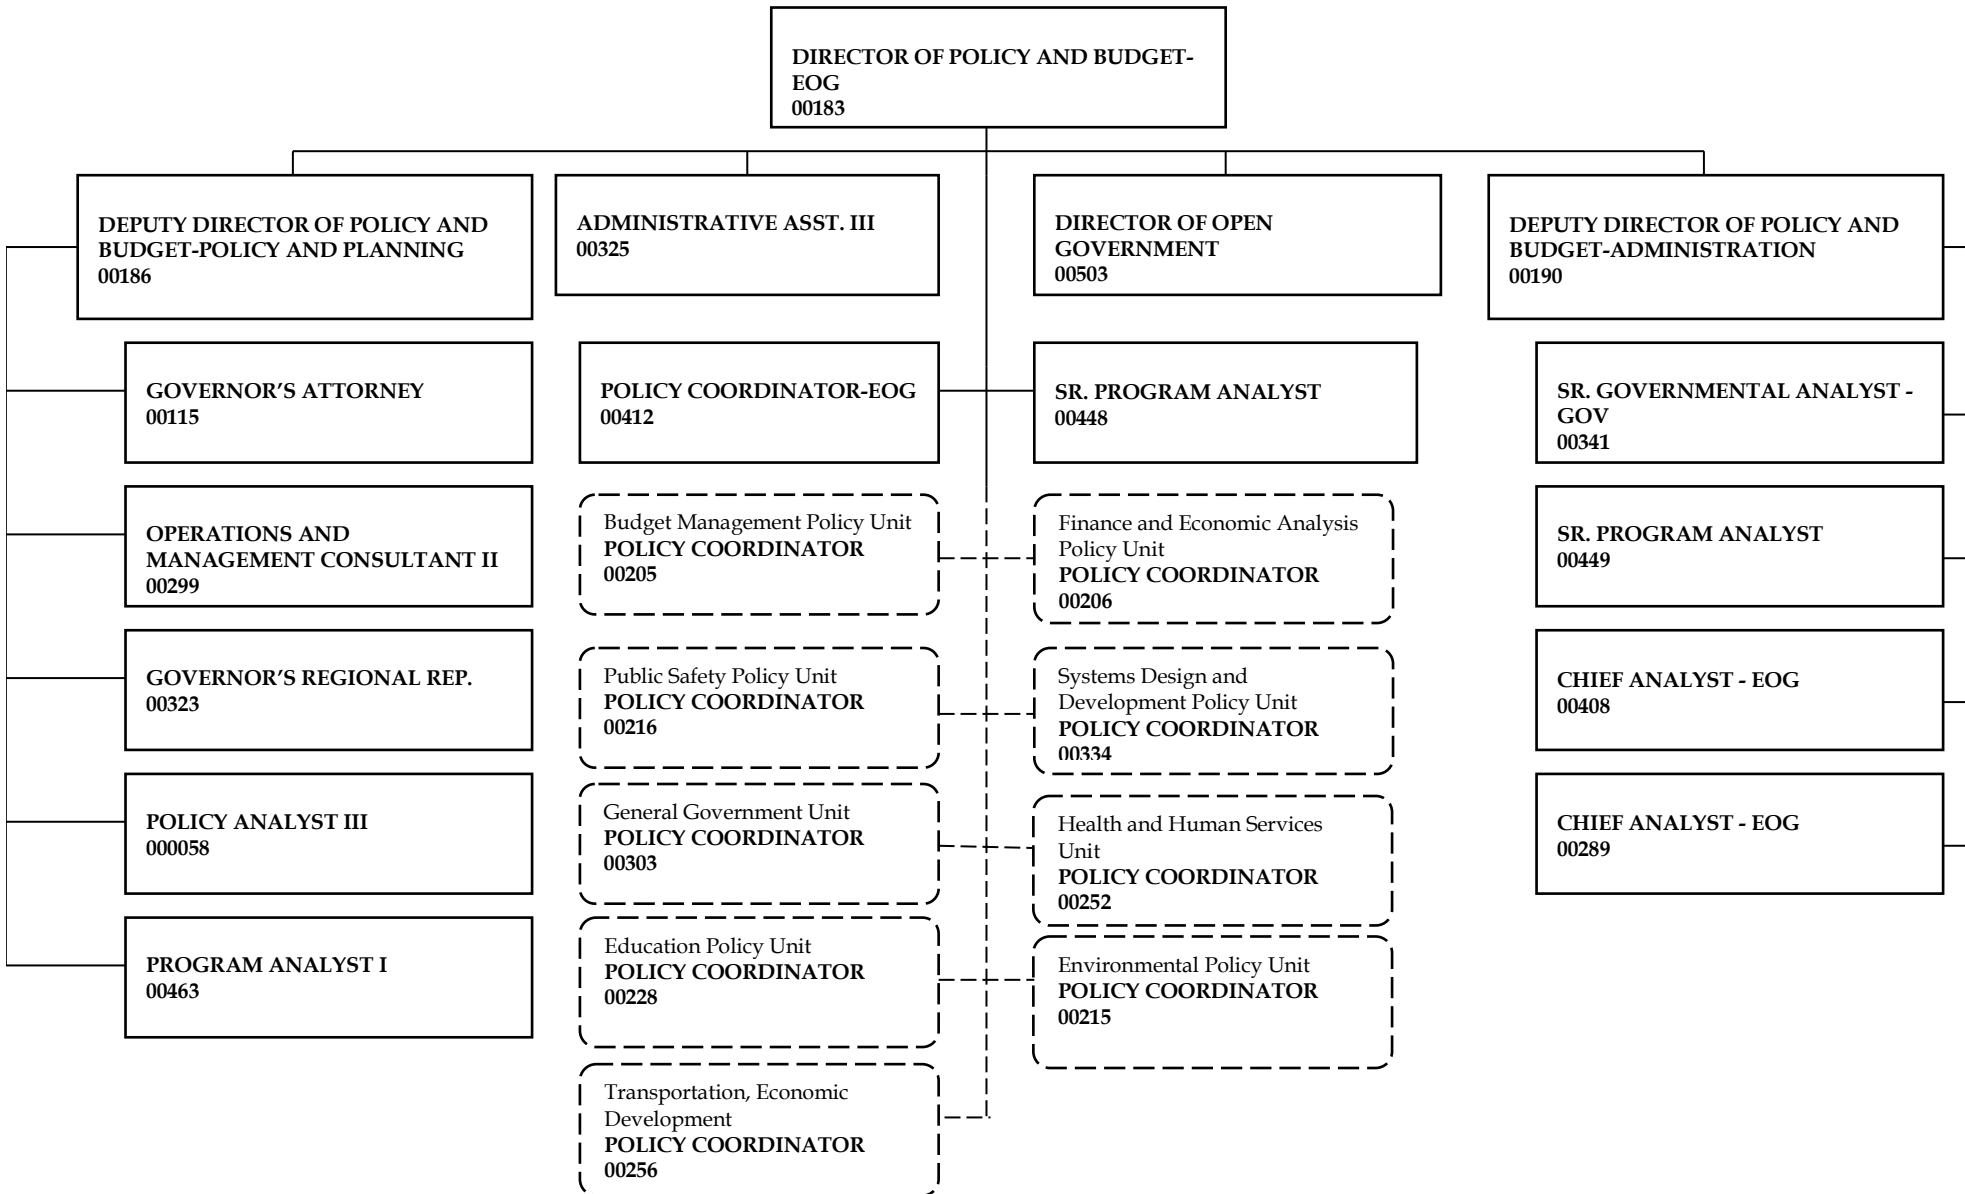 DIRECTOR OF POLICY AND BUDGET-
EOG
00183
DEPUTY DIRECTOR OF POLICY AND
BUDGET-POLICY AND PLANNING
00186
ADMINISTRATIVE ASST. III
00325
DIRECTOR OF OPEN
GOVERNMENT
00503
DEPUTY DIRECTOR OF POLICY AND
BUDGET-ADMINISTRATION
00190
GOVERNOR'S ATTORNEY
00115
POLICY COORDINATOR-EOG
00412
SR. PROGRAM ANALYST
00448
SR. GOVERNMENTAL ANALYST -
GOV
00341
OPERATIONS AND
MANAGEMENT CONSULTANT II
00299
Budget Management Policy Unit
POLICY COORDINATOR
00205
Finance and Economic Analysis
Policy Unit
POLICY COORDINATOR
00206
SR. PROGRAM ANALYST
00449
GOVERNOR'S REGIONAL REP.
00323
Public Safety Policy Unit
POLICY COORDINATOR
00216
Systems Design and
Development Policy Unit
POLICY COORDINATOR
00334
CHIEF ANALYST - EOG
00408
POLICY ANALYST III
000058
General Government Unit
POLICY COORDINATOR
00303
Health and Human Services
Unit
POLICY COORDINATOR
00252
CHIEF ANALYST - EOG
00289
PROGRAM ANALYST I
00463
Education Policy Unit
POLICY COORDINATOR
00228
Environmental Policy Unit
POLICY COORDINATOR
00215
Transportation, Economic
Development
POLICY COORDINATOR
00256